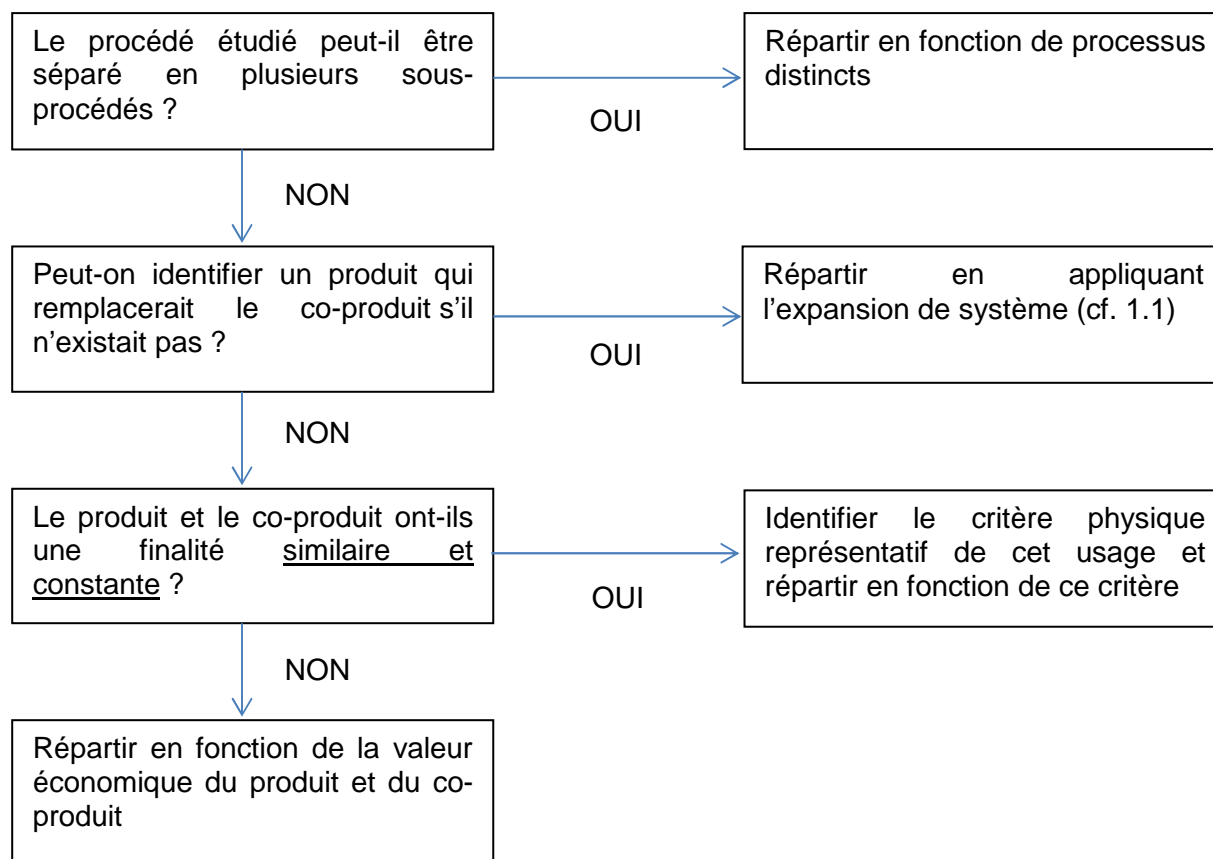 Le procédé étudié peut-il être
séparé en plusieurs sous-
procédés ?
Répartir en fonction de processus
distincts
OUI
NON
Peut-on identifier un produit qui
remplacerait le co-produit s’il
n’existait pas ?
Répartir en appliquant
l’expansion de système (cf. 1.1)
OUI
NON
Le produit et le co-produit ont-ils
une finalité similaire et
constante ?
Identifier le critère physique
représentatif de cet usage et
répartir en fonction de ce critère
OUI
NON
Répartir en fonction de la valeur
économique du produit et du co-
produit